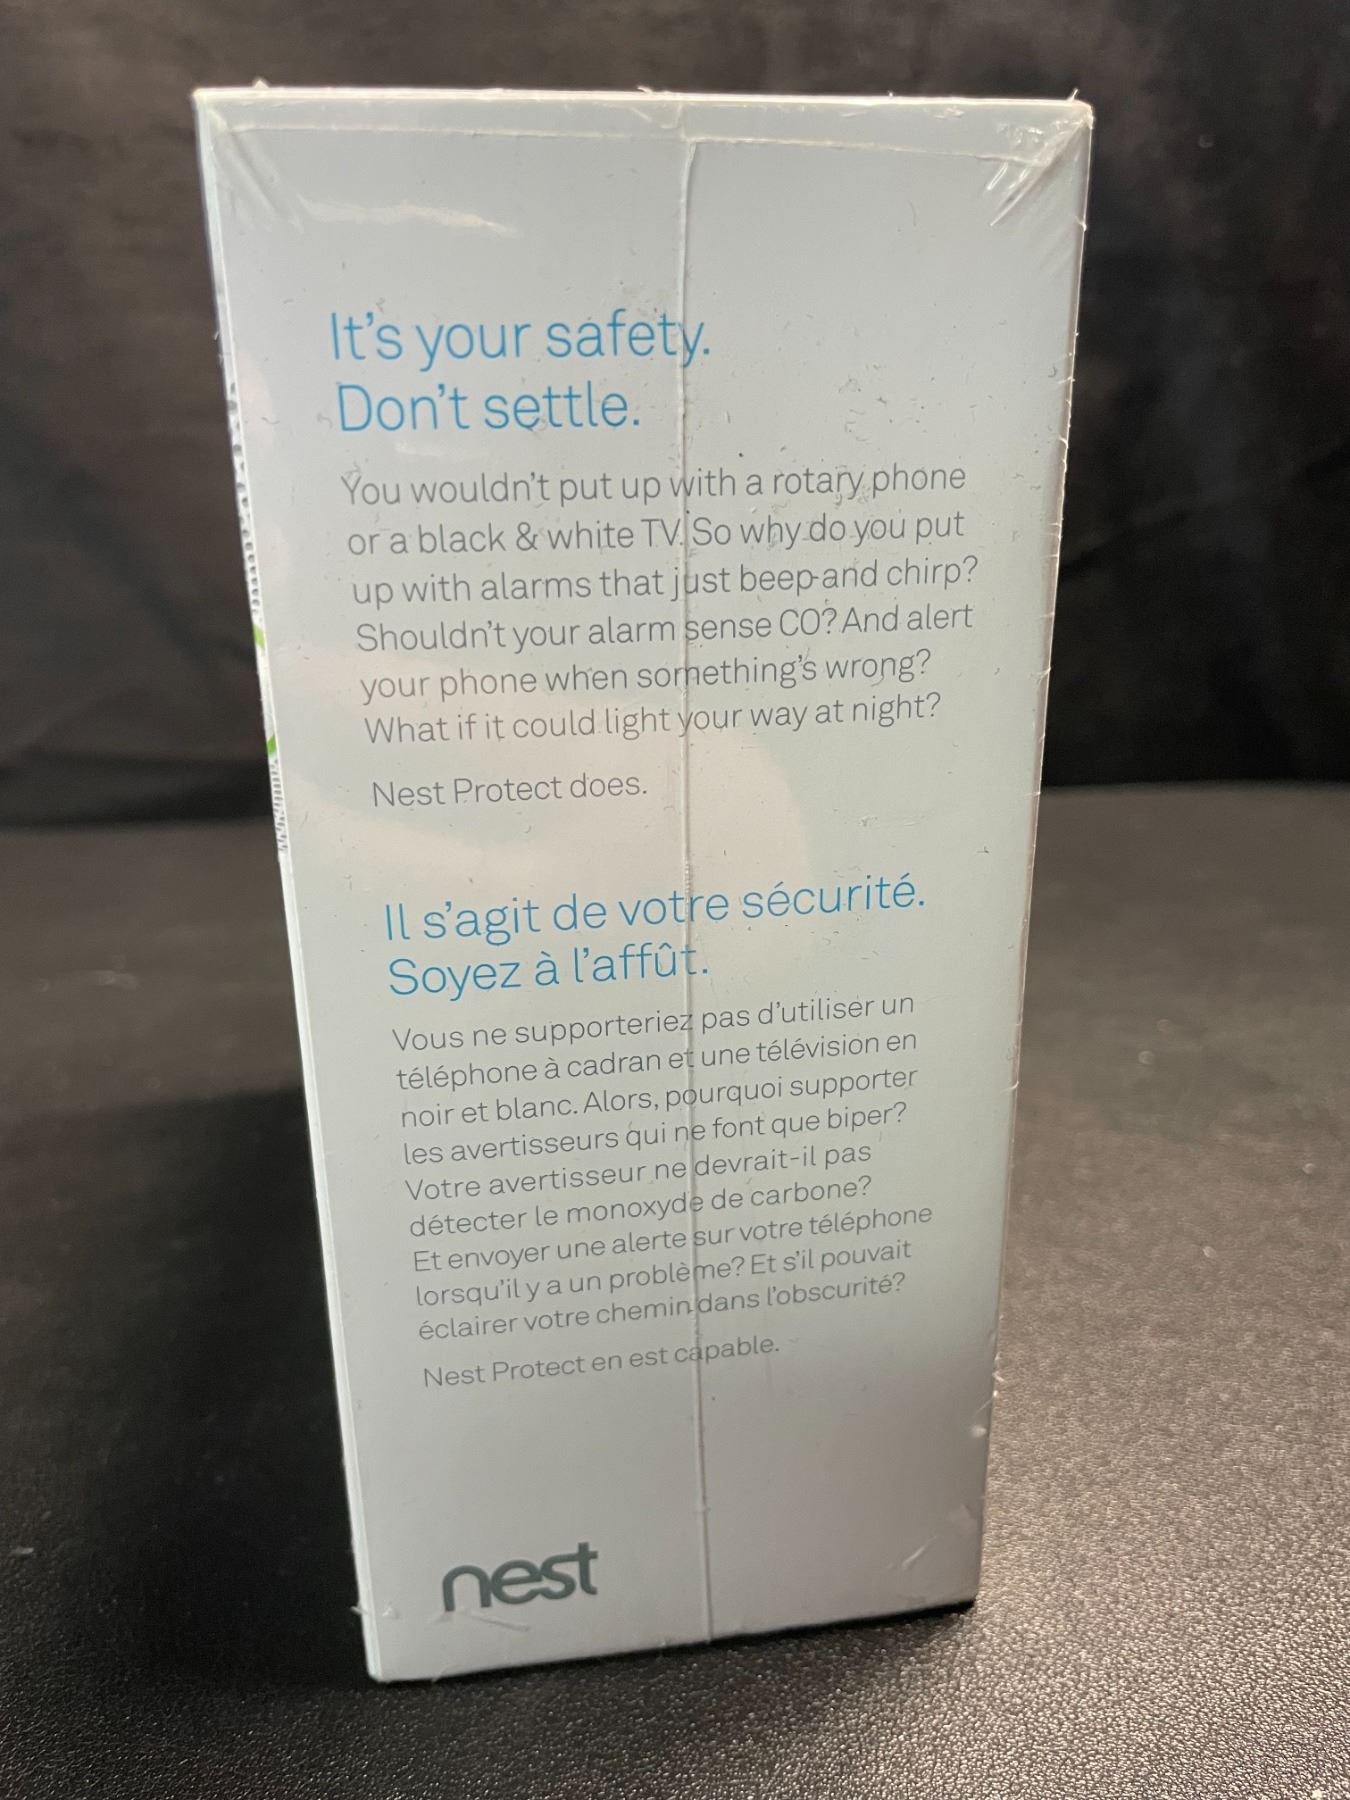 It's your safety.
Don't settle.
You wouldn't put up with a rotary phone
or a black & white TV. So why do you put
up with alarms that just beep and chirp?
Shouldn't your alarm sense CO? And alert
your phone when something's wrong?
What if it could light your way at night?
Nest Protect does.
Il s'agit de votre sécurité.
Soyez à l'affût.
Vous ne supporteriez pas d'utiliser un
téléphone à cadran et une télévision en
noir et blanc. Alors, pourquoi supporter
les avertisseurs qui ne font que biper?
Votre avertisseur ne devrait-il pas
détecter le monoxyde de carbone?
Et envoyer une alerte sur votre téléphone
lorsqu'il y a un problème? Et s'il pouvait
éclairer votre chemin dans l'obscurité?
Nest Protect en est capable.
nest